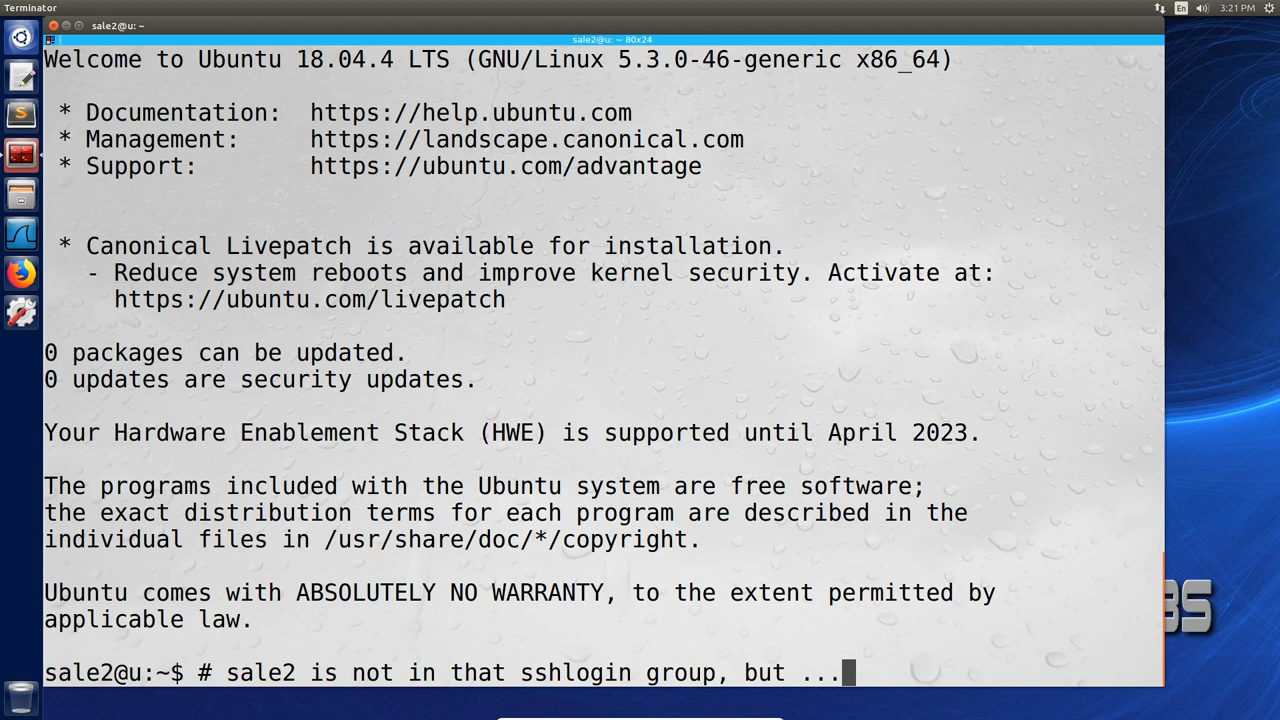 Terminator
En
3:21 PM
sale2@u: ~
sale2@u: ~ 80x24
Welcome to Ubuntu 18.04.4 LTS (GNU/Linux 5.3.0-46-generic x86_64)
* Documentation:  https://help.ubuntu.com
* Management:     https://landscape.canonical.com
* Support:        https://ubuntu.com/advantage
* Canonical Livepatch is available for installation.
- Reduce system reboots and improve kernel security. Activate at:
https://ubuntu.com/livepatch
0 packages can be updated.
0 updates are security updates.
Your Hardware Enablement Stack (HWE) is supported until April 2023.
The programs included with the Ubuntu system are free software;
the exact distribution terms for each program are described in the
individual files in /usr/share/doc/*/copyright.
Ubuntu comes with ABSOLUTELY NO WARRANTY, to the extent permitted by
applicable law.
sale2@u:~$ # sale2 is not in that sshlogin group, but ...